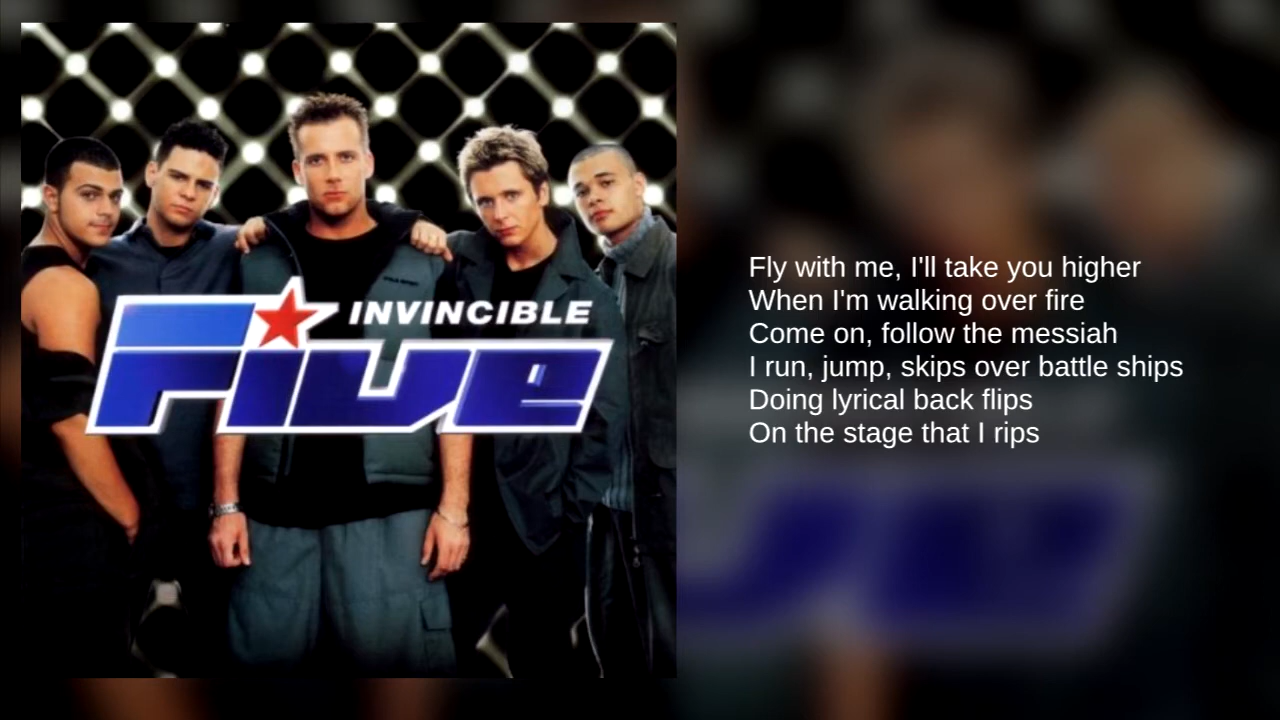 INVINCIBLE
Five
Fly with me, I'll take you higher
When I'm walking over fire
Come on, follow the messiah
I run, jump, skips over battle ships
Doing lyrical back flips
On the stage that I rips